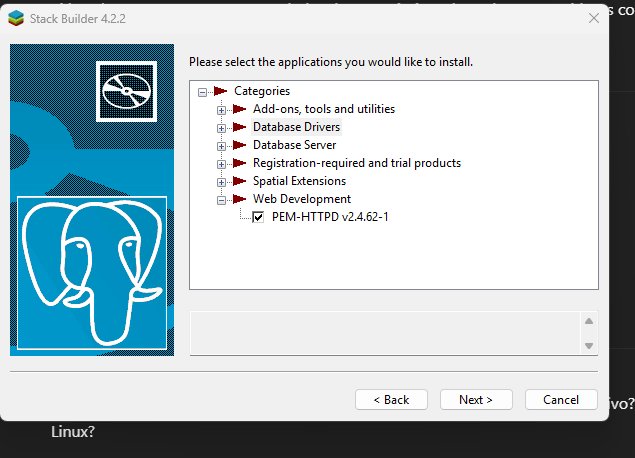 s co
Stack Builder 4.2.2
Please select the applications you would like to install.
Categories
Add-ons, tools and utilities
Database Drivers
Database Server
Registration-required and trial products
Spatial Extensions
Web Development
PEM-HTTPD v2.4.62-1
< Back
Next >
Cancel
ivo?
Linux?